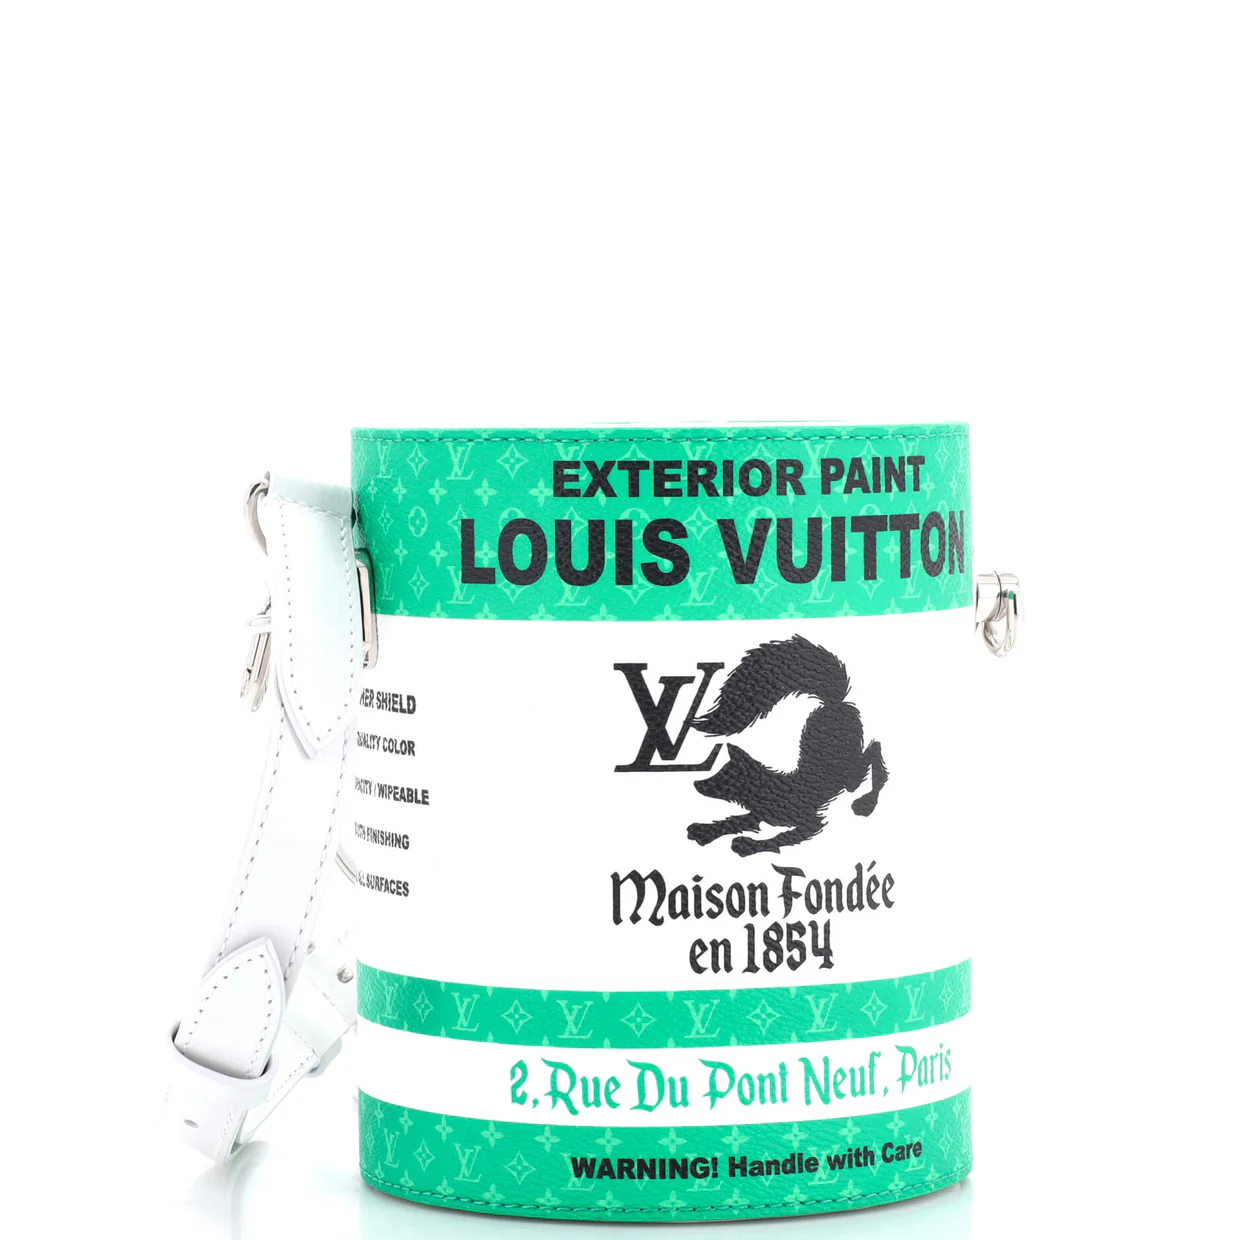 EXTERIOR PAINT
LOUIS VUITTON
LV
SHIELD
COLOR
/ WIPEABLE
FINISHING
SURFACES
Maison Fondée
en 1854
2, Rue Du Pont Neuf, Paris
WARNING! Handle with Care